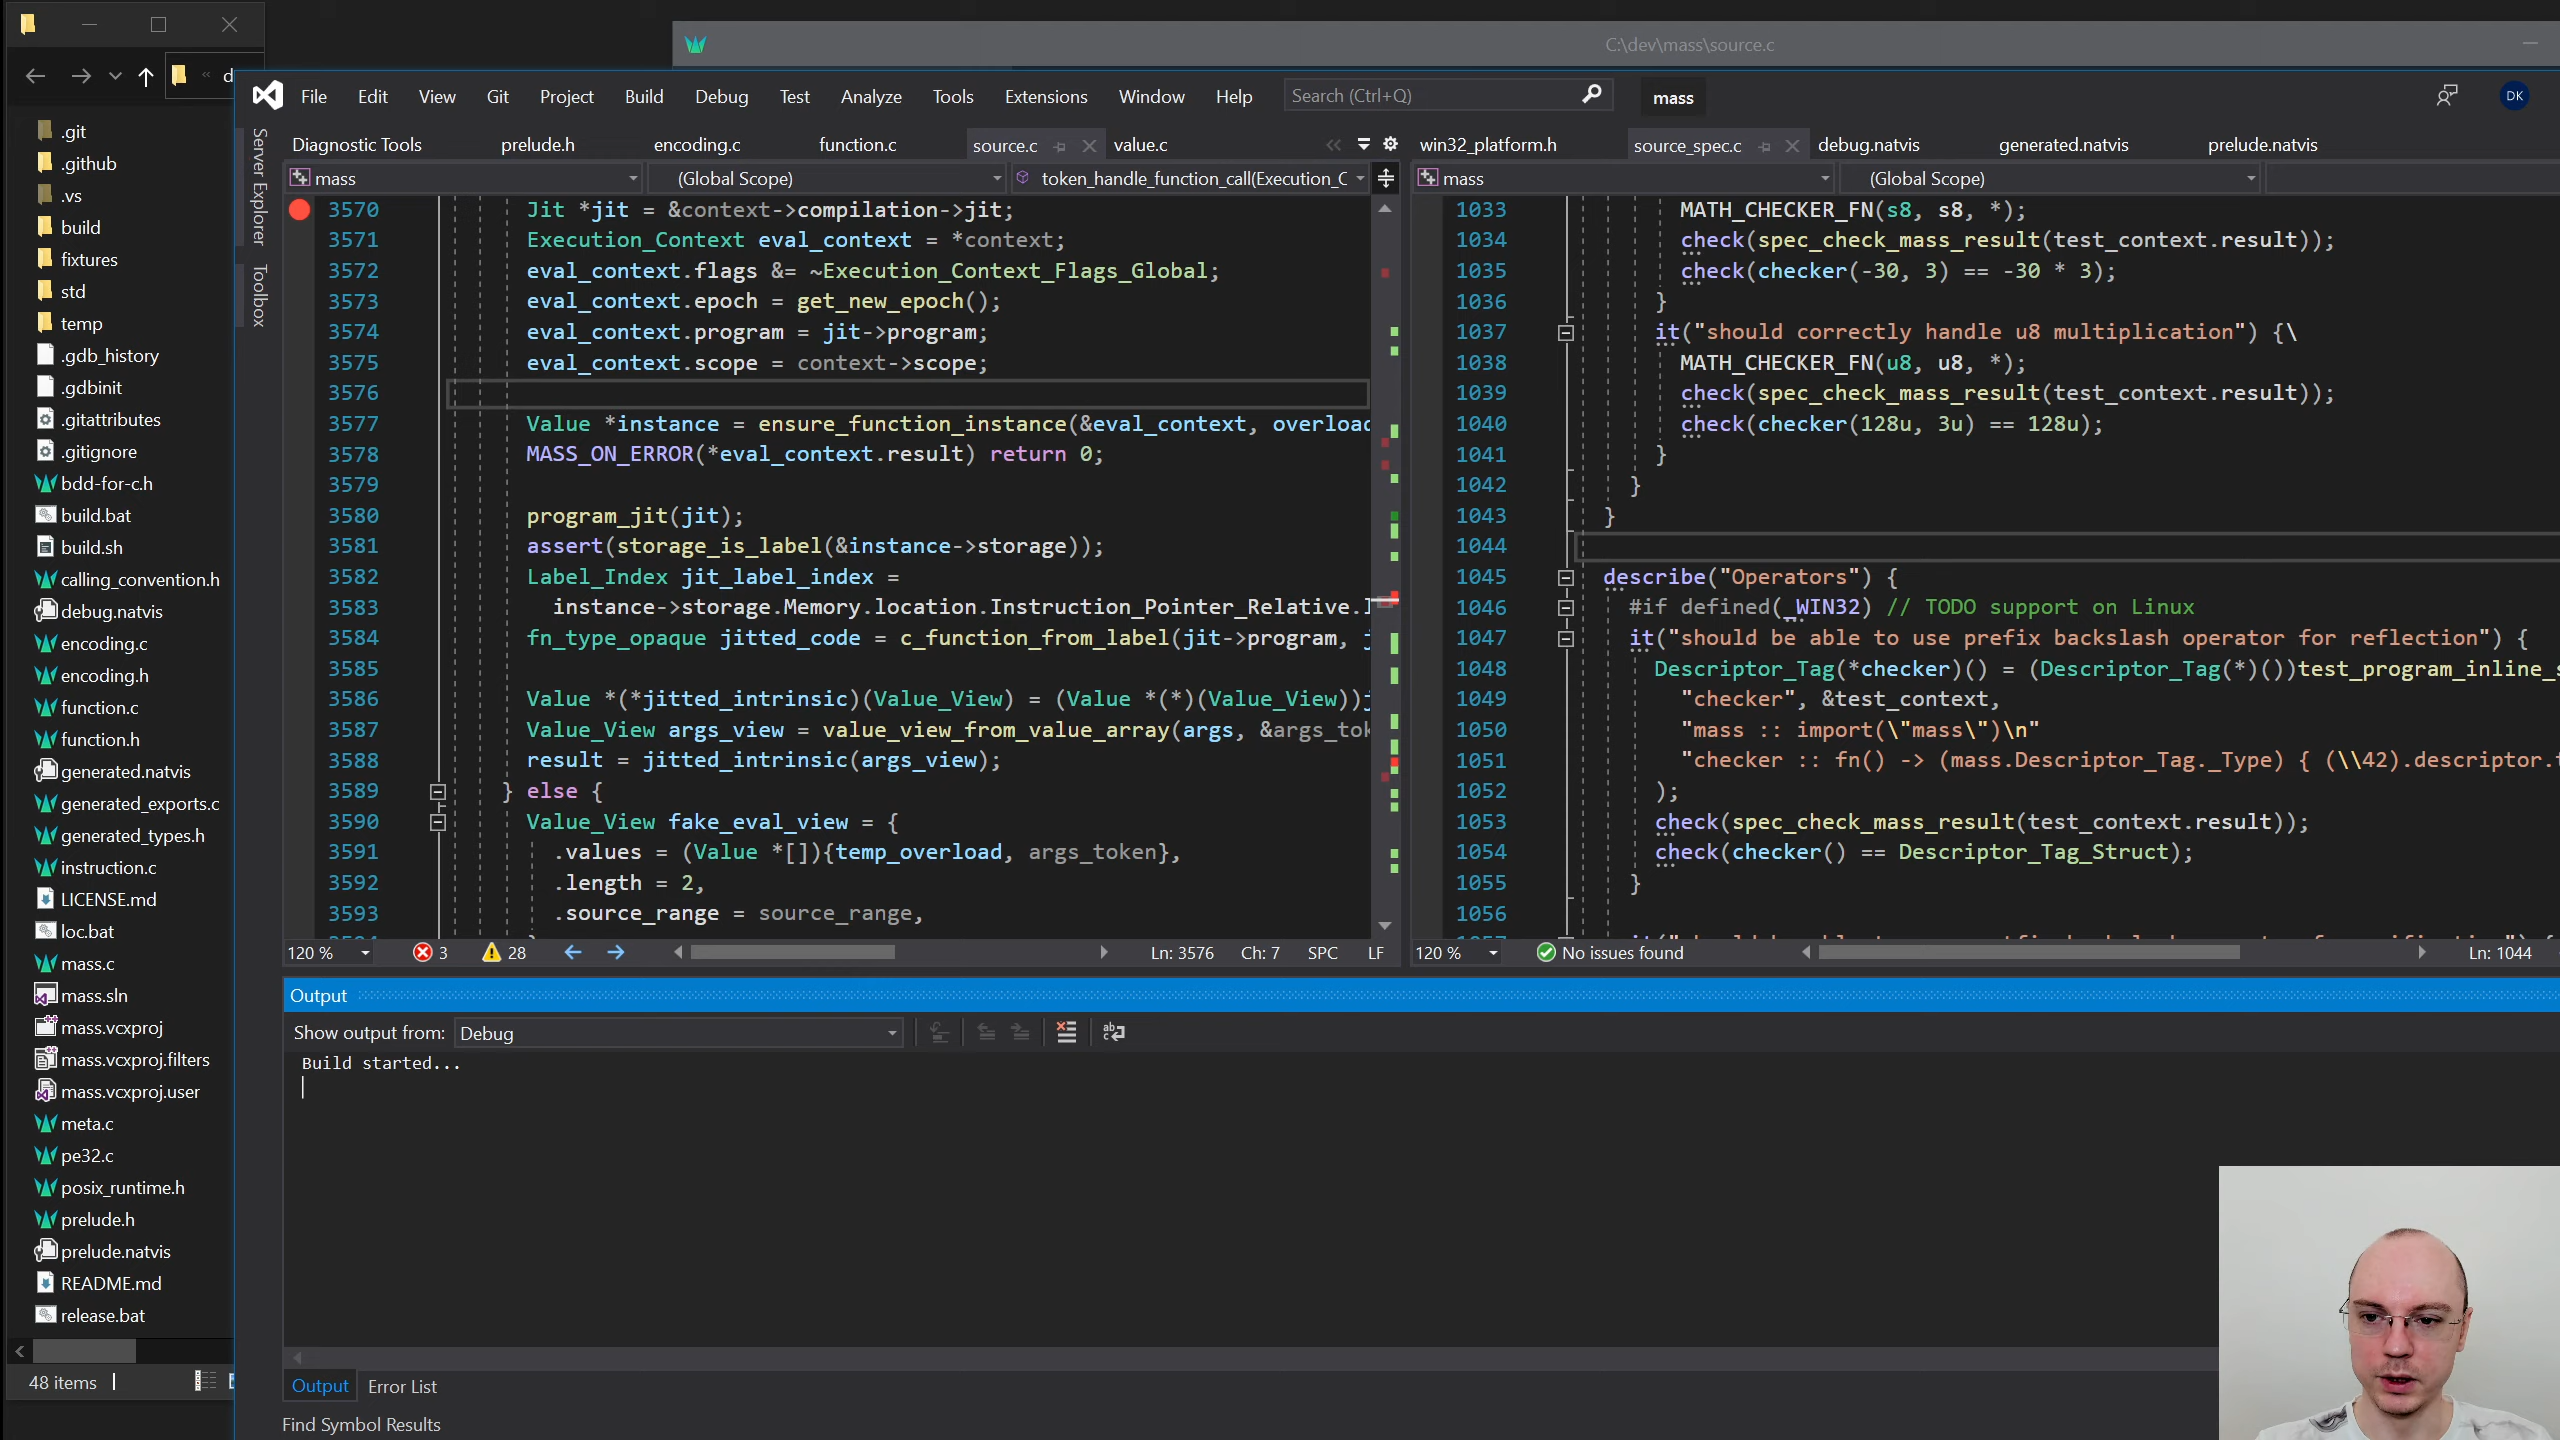 C:\dev\mass\source.c
d
File Edit View Git Project Build Debug Test Analyze Tools Extensions Window Help Search (Ctrl+Q) mass DK
.git
.github
.vs
build
fixtures
std
temp
.gdb_history
.gdbinit
.gitattributes
.gitignore
bdd-for-c.h
build.bat
build.sh
calling_convention.h
debug.natvis
encoding.c
encoding.h
function.c
function.h
generated.natvis
generated_exports.c
generated_types.h
instruction.c
LICENSE.md
loc.bat
mass.c
mass.sln
mass.vcxproj
mass.vcxproj.filters
mass.vcxproj.user
meta.c
pe32.c
posix_runtime.h
prelude.h
prelude.natvis
README.md
release.bat
48 items
Server Explorer
Toolbox
Diagnostic Tools prelude.h encoding.c function.c source.c value.c
mass (Global Scope) token_handle_function_call(Execution_C
3570 Jit *jit = &context->compilation->jit;
3571 Execution_Context eval_context = *context;
3572 eval_context.flags &= ~Execution_Context_Flags_Global;
3573 eval_context.epoch = get_new_epoch();
3574 eval_context.program = jit->program;
3575 eval_context.scope = context->scope;
3576
3577 Value *instance = ensure_function_instance(&eval_context, overload
3578 MASS_ON_ERROR(*eval_context.result) return 0;
3579
3580 program_jit(jit);
3581 assert(storage_is_label(&instance->storage));
3582 Label_Index jit_label_index =
3583 instance->storage.Memory.location.Instruction_Pointer_Relative.l
3584 fn_type_opaque jitted_code = c_function_from_label(jit->program, j
3585
3586 Value *(*jitted_intrinsic)(Value_View) = (Value *(*)(Value_View))j
3587 Value_View args_view = value_view_from_value_array(args, &args_tok
3588 result = jitted_intrinsic(args_view);
3589 } else {
3590 Value_View fake_eval_view = {
3591 .values = (Value *[]){temp_overload, args_token},
3592 .length = 2,
3593 .source_range = source_range,
120 % 3 28 Ln: 3576 Ch: 7 SPC LF
win32_platform.h source_spec.c debug.natvis generated.natvis prelude.natvis
mass (Global Scope)
1033 MATH_CHECKER_FN(s8, s8, *);
1034 check(spec_check_mass_result(test_context.result));
1035 check(checker(-30, 3) == -30 * 3);
1036 }
1037 it("should correctly handle u8 multiplication") {\
1038 MATH_CHECKER_FN(u8, u8, *);
1039 check(spec_check_mass_result(test_context.result));
1040 check(checker(128u, 3u) == 128u);
1041 }
1042 }
1043 }
1044
1045 describe("Operators") {
1046 #if defined(_WIN32) // TODO support on Linux
1047 it("should be able to use prefix backslash operator for reflection") {
1048 Descriptor_Tag(*checker)() = (Descriptor_Tag(*)())test_program_inline_s
1049 "checker", &test_context,
1050 "mass :: import(\"mass\")\n"
1051 "checker :: fn() -> (mass.Descriptor_Tag._Type) { (\\42).descriptor.t
1052 );
1053 check(spec_check_mass_result(test_context.result));
1054 check(checker() == Descriptor_Tag_Struct);
1055 }
1056
120 % No issues found Ln: 1044
Output
Show output from: Debug
Build started...
Output Error List
Find Symbol Results